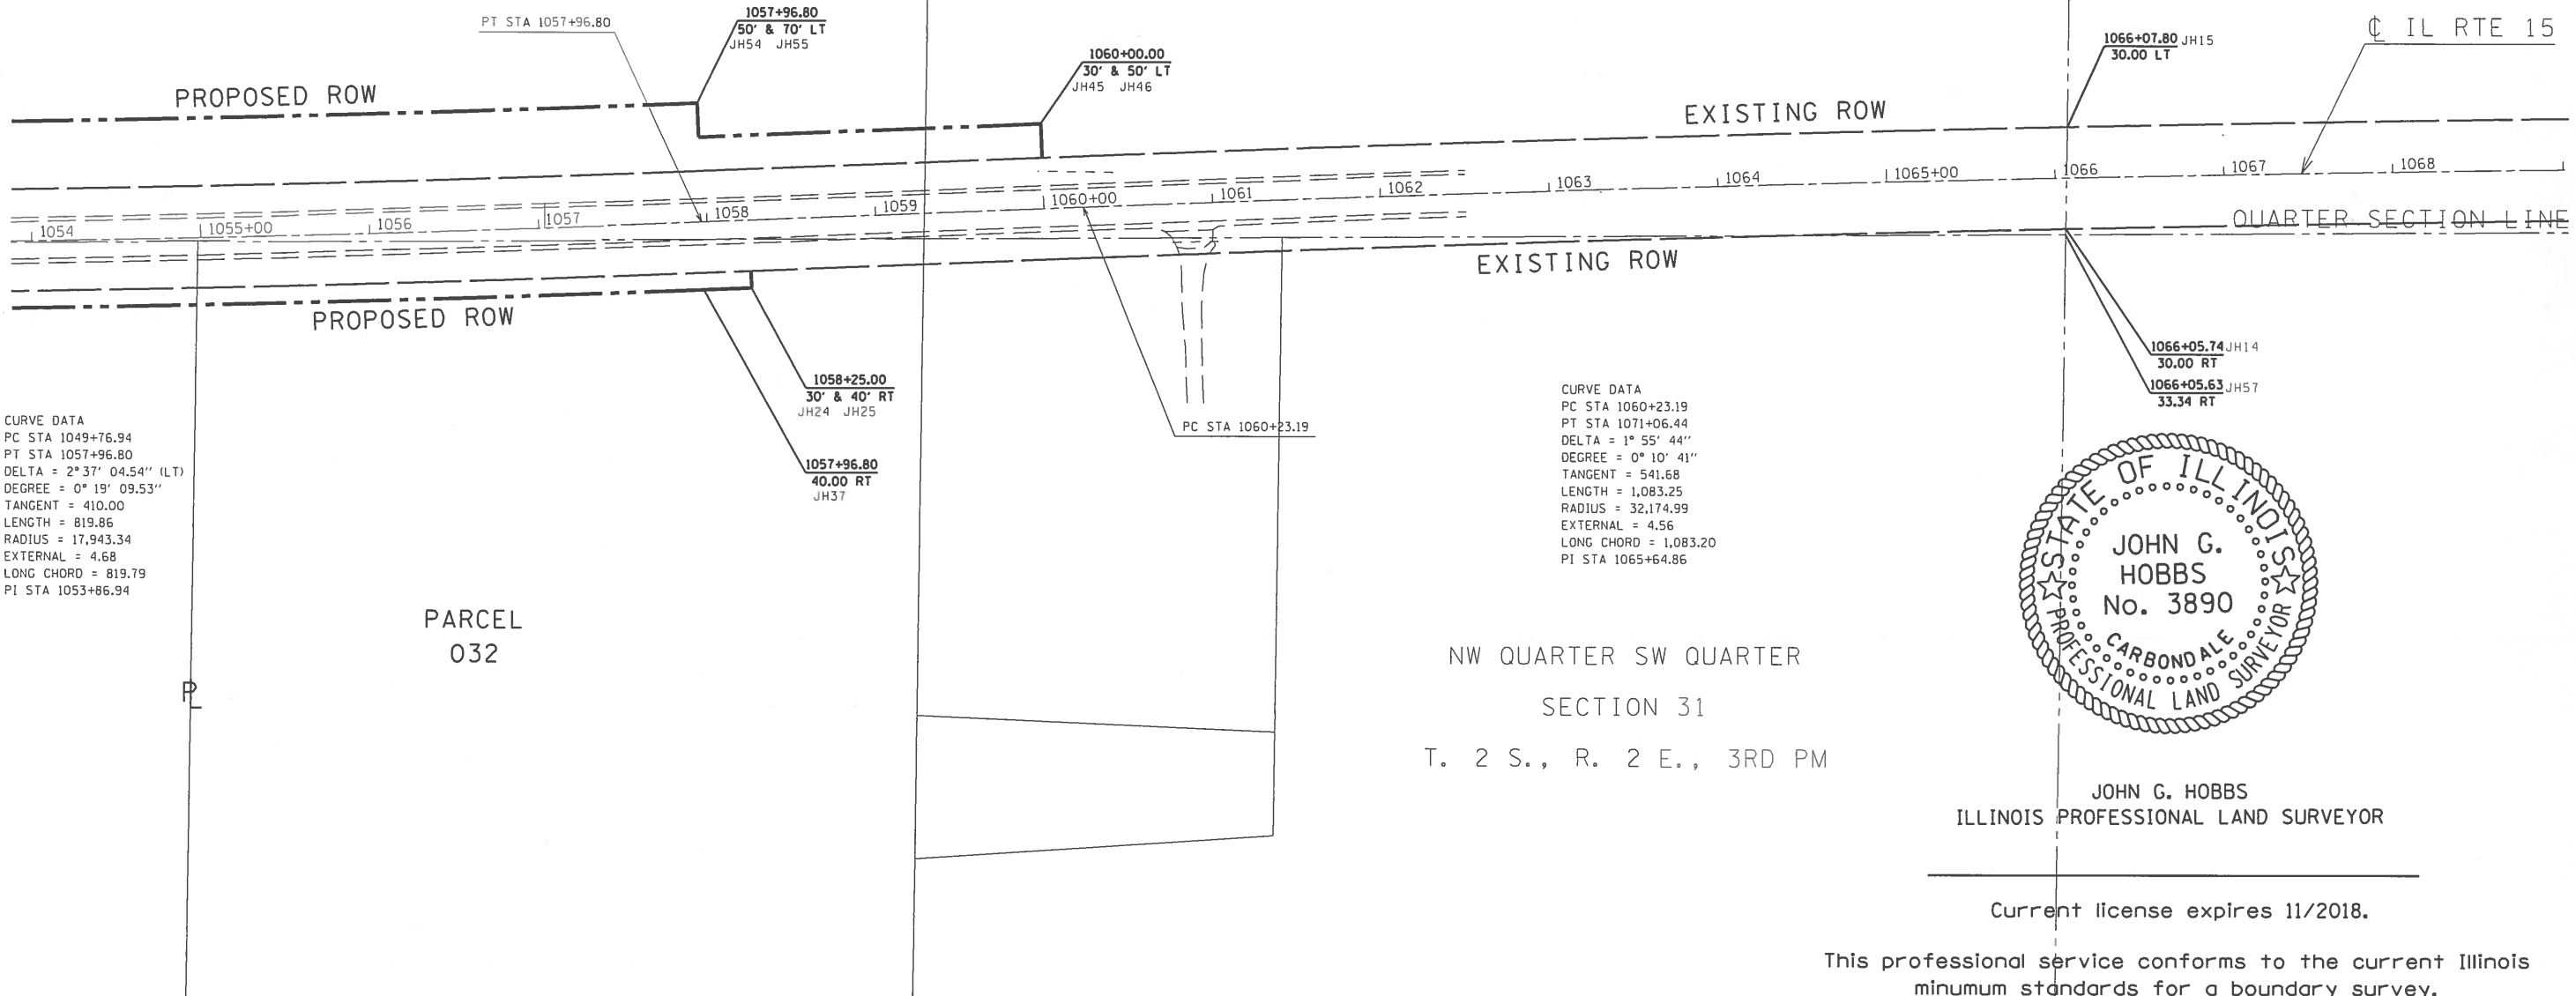 PT STA 1057+96.80
1057+96.80
50' & 70' LT
JH54 JH55
1060+00.00
30' & 50' LT
JH45 JH46
1066+07.80 JH15
30.00 LT
℄ IL RTE 15
PROPOSED ROW
EXISTING ROW
1054
1055+00
1056
1057
1058
1059
1060+00
1061
1062
1063
1064
1065+00
1066
1067
1068
QUARTER SECTION LINE
EXISTING ROW
PROPOSED ROW
1058+25.00
30' & 40' RT
JH24 JH25
1057+96.80
40.00 RT
JH37
PC STA 1060+23.19
1066+05.74 JH14
30.00 RT
1066+05.63 JH57
33.34 RT
CURVE DATA
PC STA 1049+76.94
PT STA 1057+96.80
DELTA = 2° 37' 04.54'' (LT)
DEGREE = 0° 19' 09.53''
TANGENT = 410.00
LENGTH = 819.86
RADIUS = 17,943.34
EXTERNAL = 4.68
LONG CHORD = 819.79
PI STA 1053+86.94
CURVE DATA
PC STA 1060+23.19
PT STA 1071+06.44
DELTA = 1° 55' 44''
DEGREE = 0° 10' 41''
TANGENT = 541.68
LENGTH = 1,083.25
RADIUS = 32,174.99
EXTERNAL = 4.56
LONG CHORD = 1,083.20
PI STA 1065+64.86
PARCEL
032
PL
NW QUARTER SW QUARTER
SECTION 31
T. 2 S., R. 2 E., 3RD PM
STATE OF ILLINOIS
JOHN G.
HOBBS
No. 3890
CARBONDALE
PROFESSIONAL LAND SURVEYOR
JOHN G. HOBBS
ILLINOIS PROFESSIONAL LAND SURVEYOR
Current license expires 11/2018.
This professional service conforms to the current Illinois
minumum standards for a boundary survey.